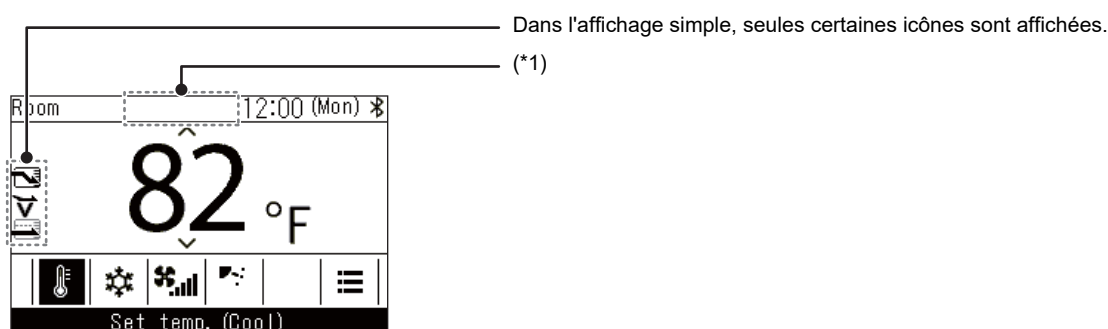 Dans l'affichage simple, seules certaines icônes sont affichées.
(*1)
Room 12:00 (Mon)
82 °F
Set temp. (Cool)